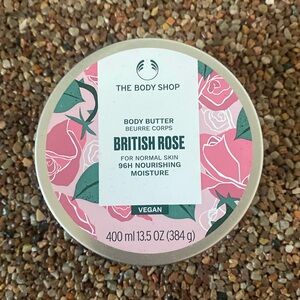 THE BODY SHOP
BODY BUTTER
BEURRE CORPS
BRITISH ROSE
FOR NORMAL SKIN
96H NOURISHING
MOISTURE
VEGAN
400 ml 13.5 OZ (384 g)